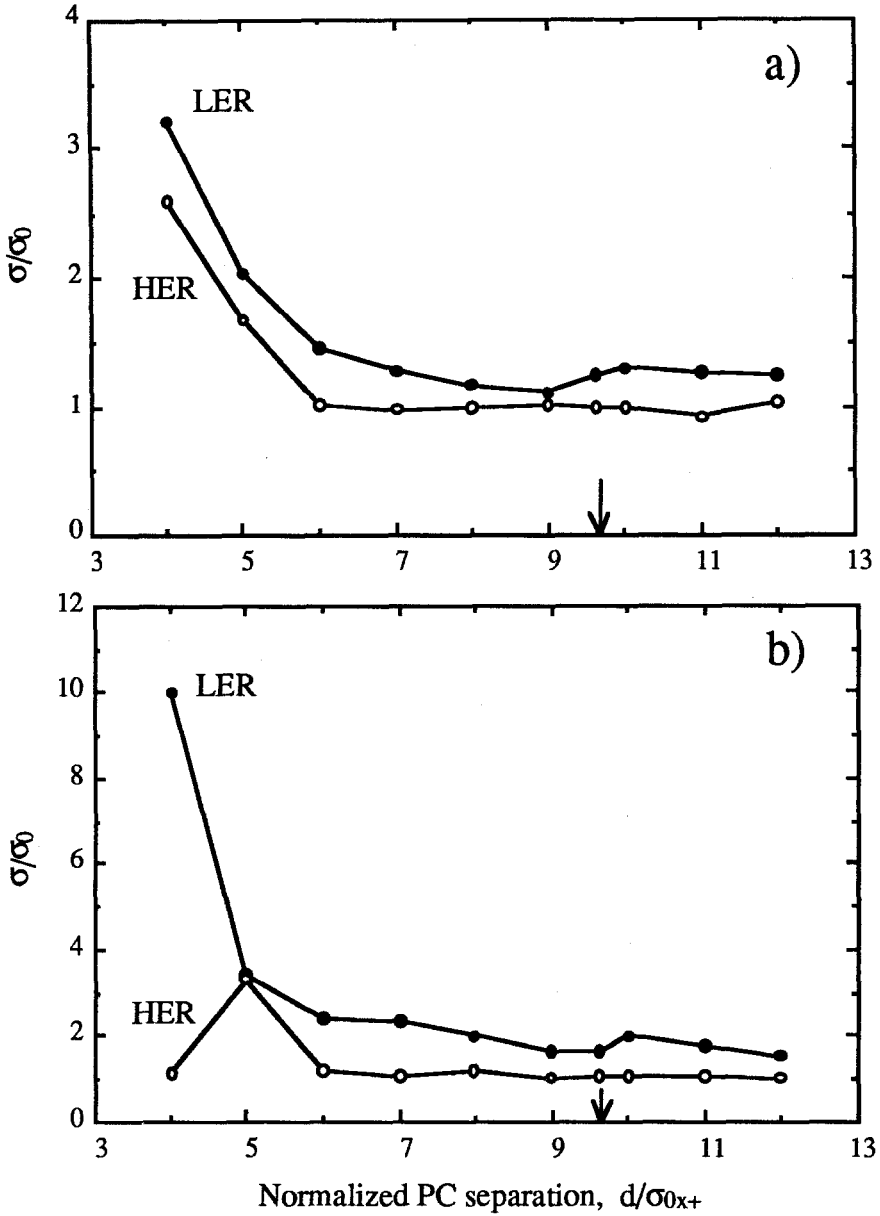 4
a)
LER
3
σ/σ0
2
HER
1
0
3 5 7 9 11 13
12
b)
10
LER
8
σ/σ0
6
4
HER
2
0
3 5 7 9 11 13
Normalized PC separation, d/σ0x+